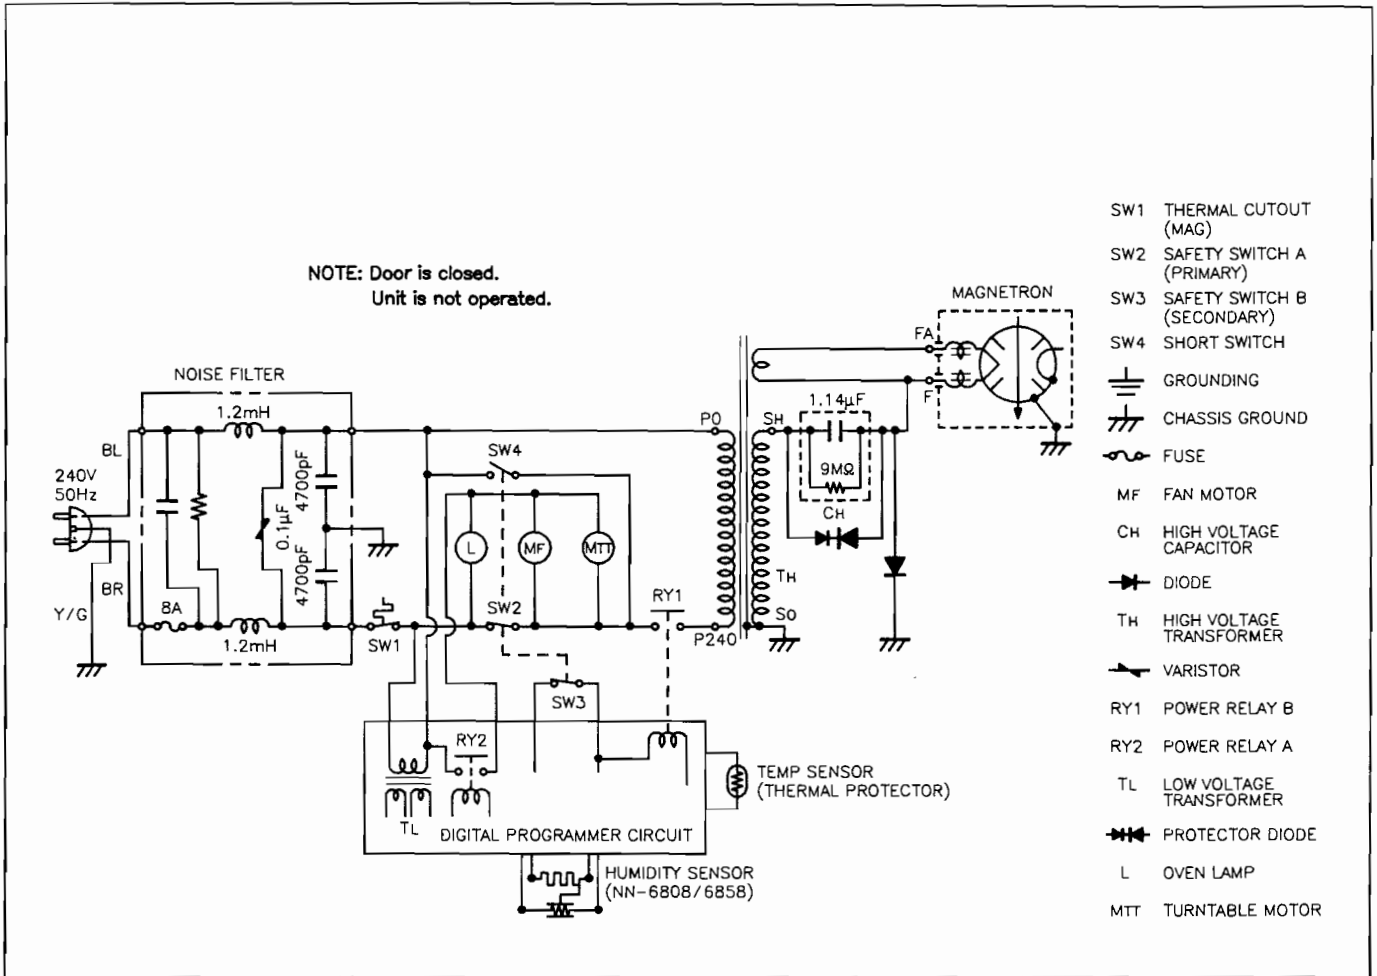 NOTE: Door is closed.
Unit is not operated.
NOISE FILTER
1.2mH
BL
240V
50Hz
4700pF
0.1µF
4700pF
BR
Y/G
8A
1.2mH
SW1
SW4
L
MF
MTT
SW2
RY1
SW3
RY2
TL
DIGITAL PROGRAMMER CIRCUIT
TEMP SENSOR
(THERMAL PROTECTOR)
HUMIDITY SENSOR
(NN-6808/6858)
P0
P240
SH
TH
S0
1.14µF
9MΩ
CH
FA
F
MAGNETRON
SW1 THERMAL CUTOUT
(MAG)
SW2 SAFETY SWITCH A
(PRIMARY)
SW3 SAFETY SWITCH B
(SECONDARY)
SW4 SHORT SWITCH
GROUNDING
CHASSIS GROUND
FUSE
MF FAN MOTOR
CH HIGH VOLTAGE
CAPACITOR
DIODE
TH HIGH VOLTAGE
TRANSFORMER
VARISTOR
RY1 POWER RELAY B
RY2 POWER RELAY A
TL LOW VOLTAGE
TRANSFORMER
PROTECTOR DIODE
L OVEN LAMP
MTT TURNTABLE MOTOR